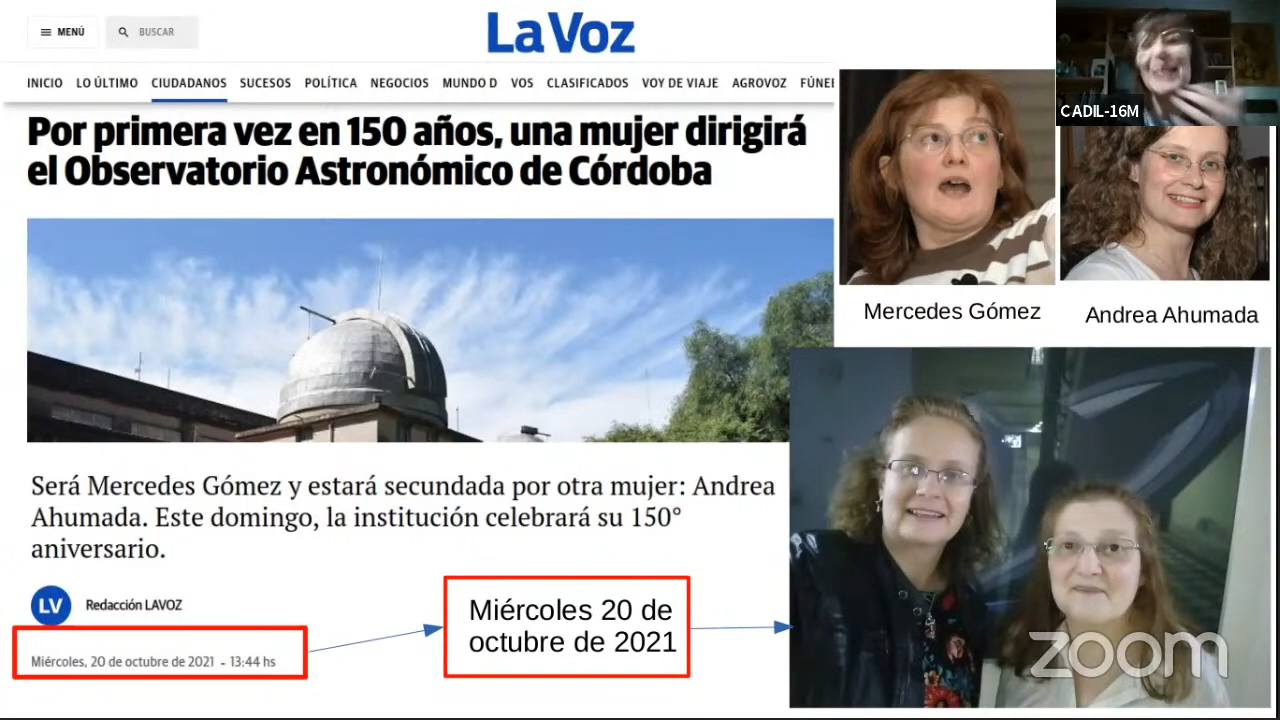 MENÚ
BUSCAR
La Voz
INICIO LO ÚLTIMO CIUDADANOS SUCESOS POLÍTICA NEGOCIOS MUNDO D VOS CLASIFICADOS VOY DE VIAJE AGROVOZ FÚNE
Por primera vez en 150 años, una mujer dirigirá
el Observatorio Astronómico de Córdoba
CADIL-16M
Mercedes Gómez
Andrea Ahumada
Será Mercedes Gómez y estará secundada por otra mujer: Andrea
Ahumada. Este domingo, la institución celebrará su 150°
aniversario.
LV
Redacción LAVOZ
Miércoles, 20 de octubre de 2021 - 13:44 hs
Miércoles 20 de
octubre de 2021
zoom